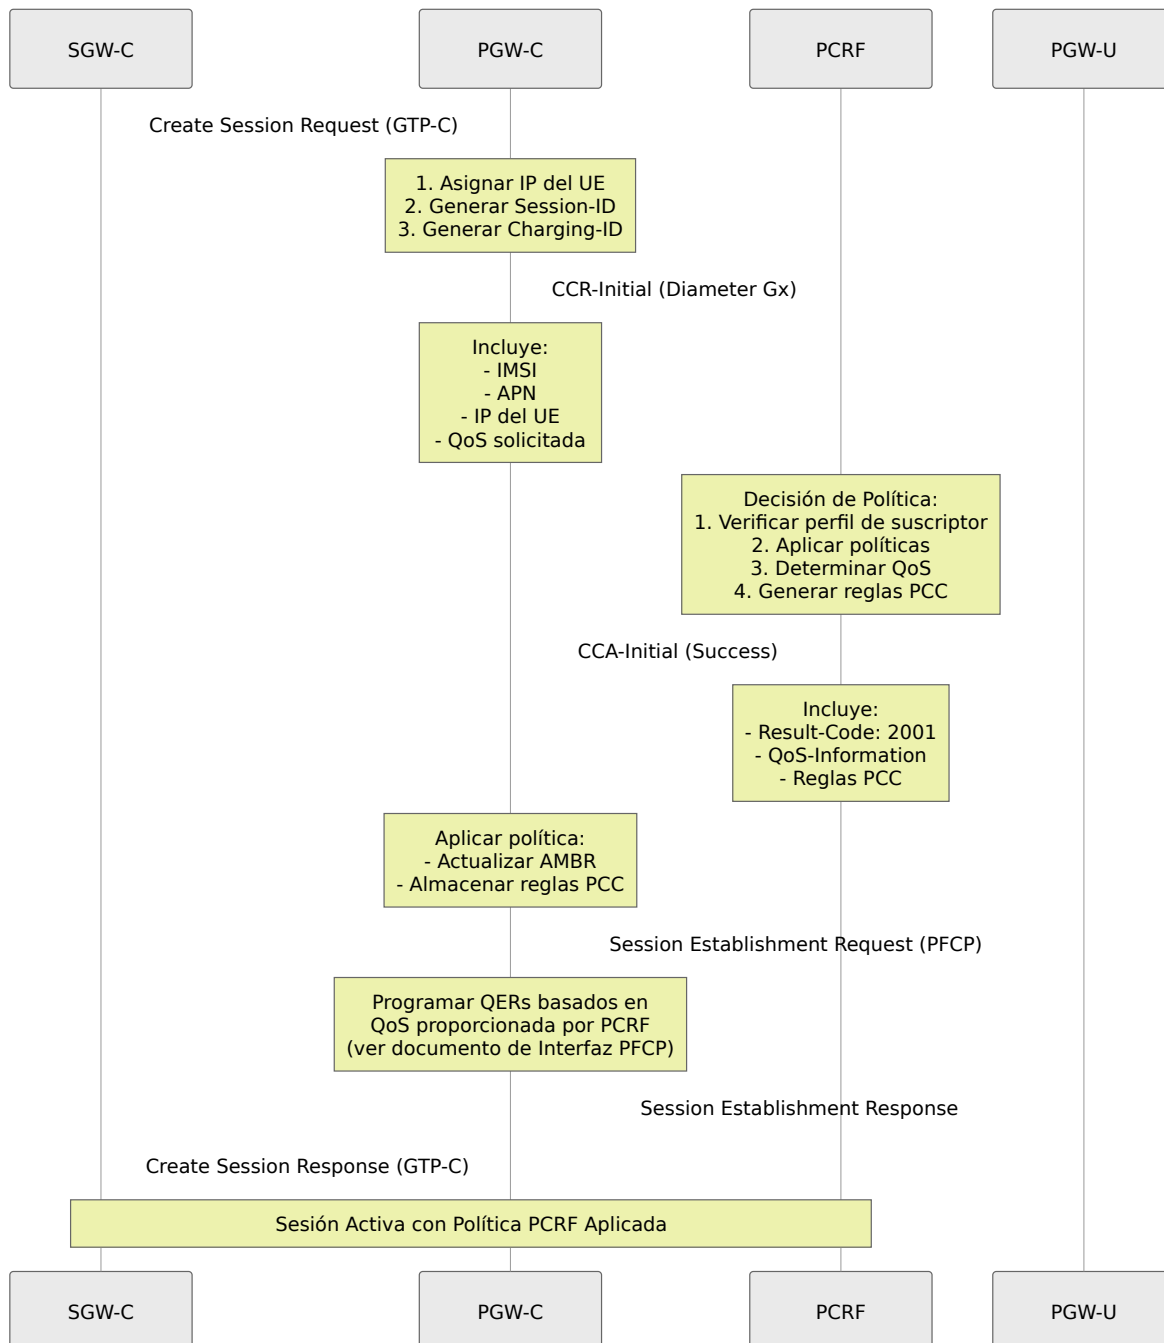 SGW-C
PGW-C
PCRF
PGW-U
Create Session Request (GTP-C)
1. Asignar IP del UE
2. Generar Session-ID
3. Generar Charging-ID
CCR-Initial (Diameter Gx)
Incluye:
- IMSI
- APN
- IP del UE
- QoS solicitada
Decisión de Política:
1. Verificar perfil de suscriptor
2. Aplicar políticas
3. Determinar QoS
4. Generar reglas PCC
CCA-Initial (Success)
Incluye:
- Result-Code: 2001
- QoS-Information
- Reglas PCC
Aplicar política:
- Actualizar AMBR
- Almacenar reglas PCC
Session Establishment Request (PFCP)
Programar QERs basados en
QoS proporcionada por PCRF
(ver documento de Interfaz PFCP)
Session Establishment Response
Create Session Response (GTP-C)
Sesión Activa con Política PCRF Aplicada
SGW-C
PGW-C
PCRF
PGW-U